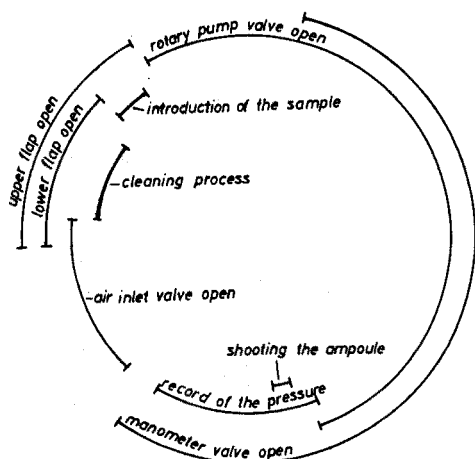 rotary pump valve open
introduction of the sample
upper flap open
lower flap open
cleaning process
air inlet valve open
shooting the ampoule
record of the pressure
manometer valve open